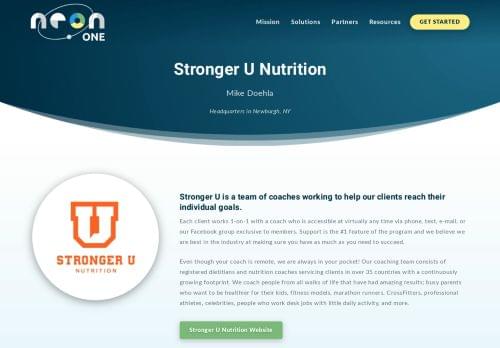 neon
ONE
Mission Solutions Partners Resources GET STARTED
Stronger U Nutrition
Mike Doehla
Headquarters in Newburgh, NY
STRONGER U
NUTRITION
Stronger U is a team of coaches working to help our clients reach their
individual goals.
Each client works 1-on-1 with a coach who is accessible at virtually any time via phone, text, e-mail, or
our Facebook group exclusive to members. Support is the #1 feature of the program and we believe we
are best in the industry at making sure you have as much as you need to succeed.
Even though your coach is remote, we are always in your pocket! Our coaching team consists of
registered dietitians and nutrition coaches servicing clients in over 35 countries with a continuously
growing footprint. We coach people from all walks of life that have had amazing results; busy parents
who want to be healthier for their kids, fitness models, marathon runners, CrossFitters, professional
athletes, celebrities, people who work desk jobs with little daily activity, and more.
Stronger U Nutrition Website